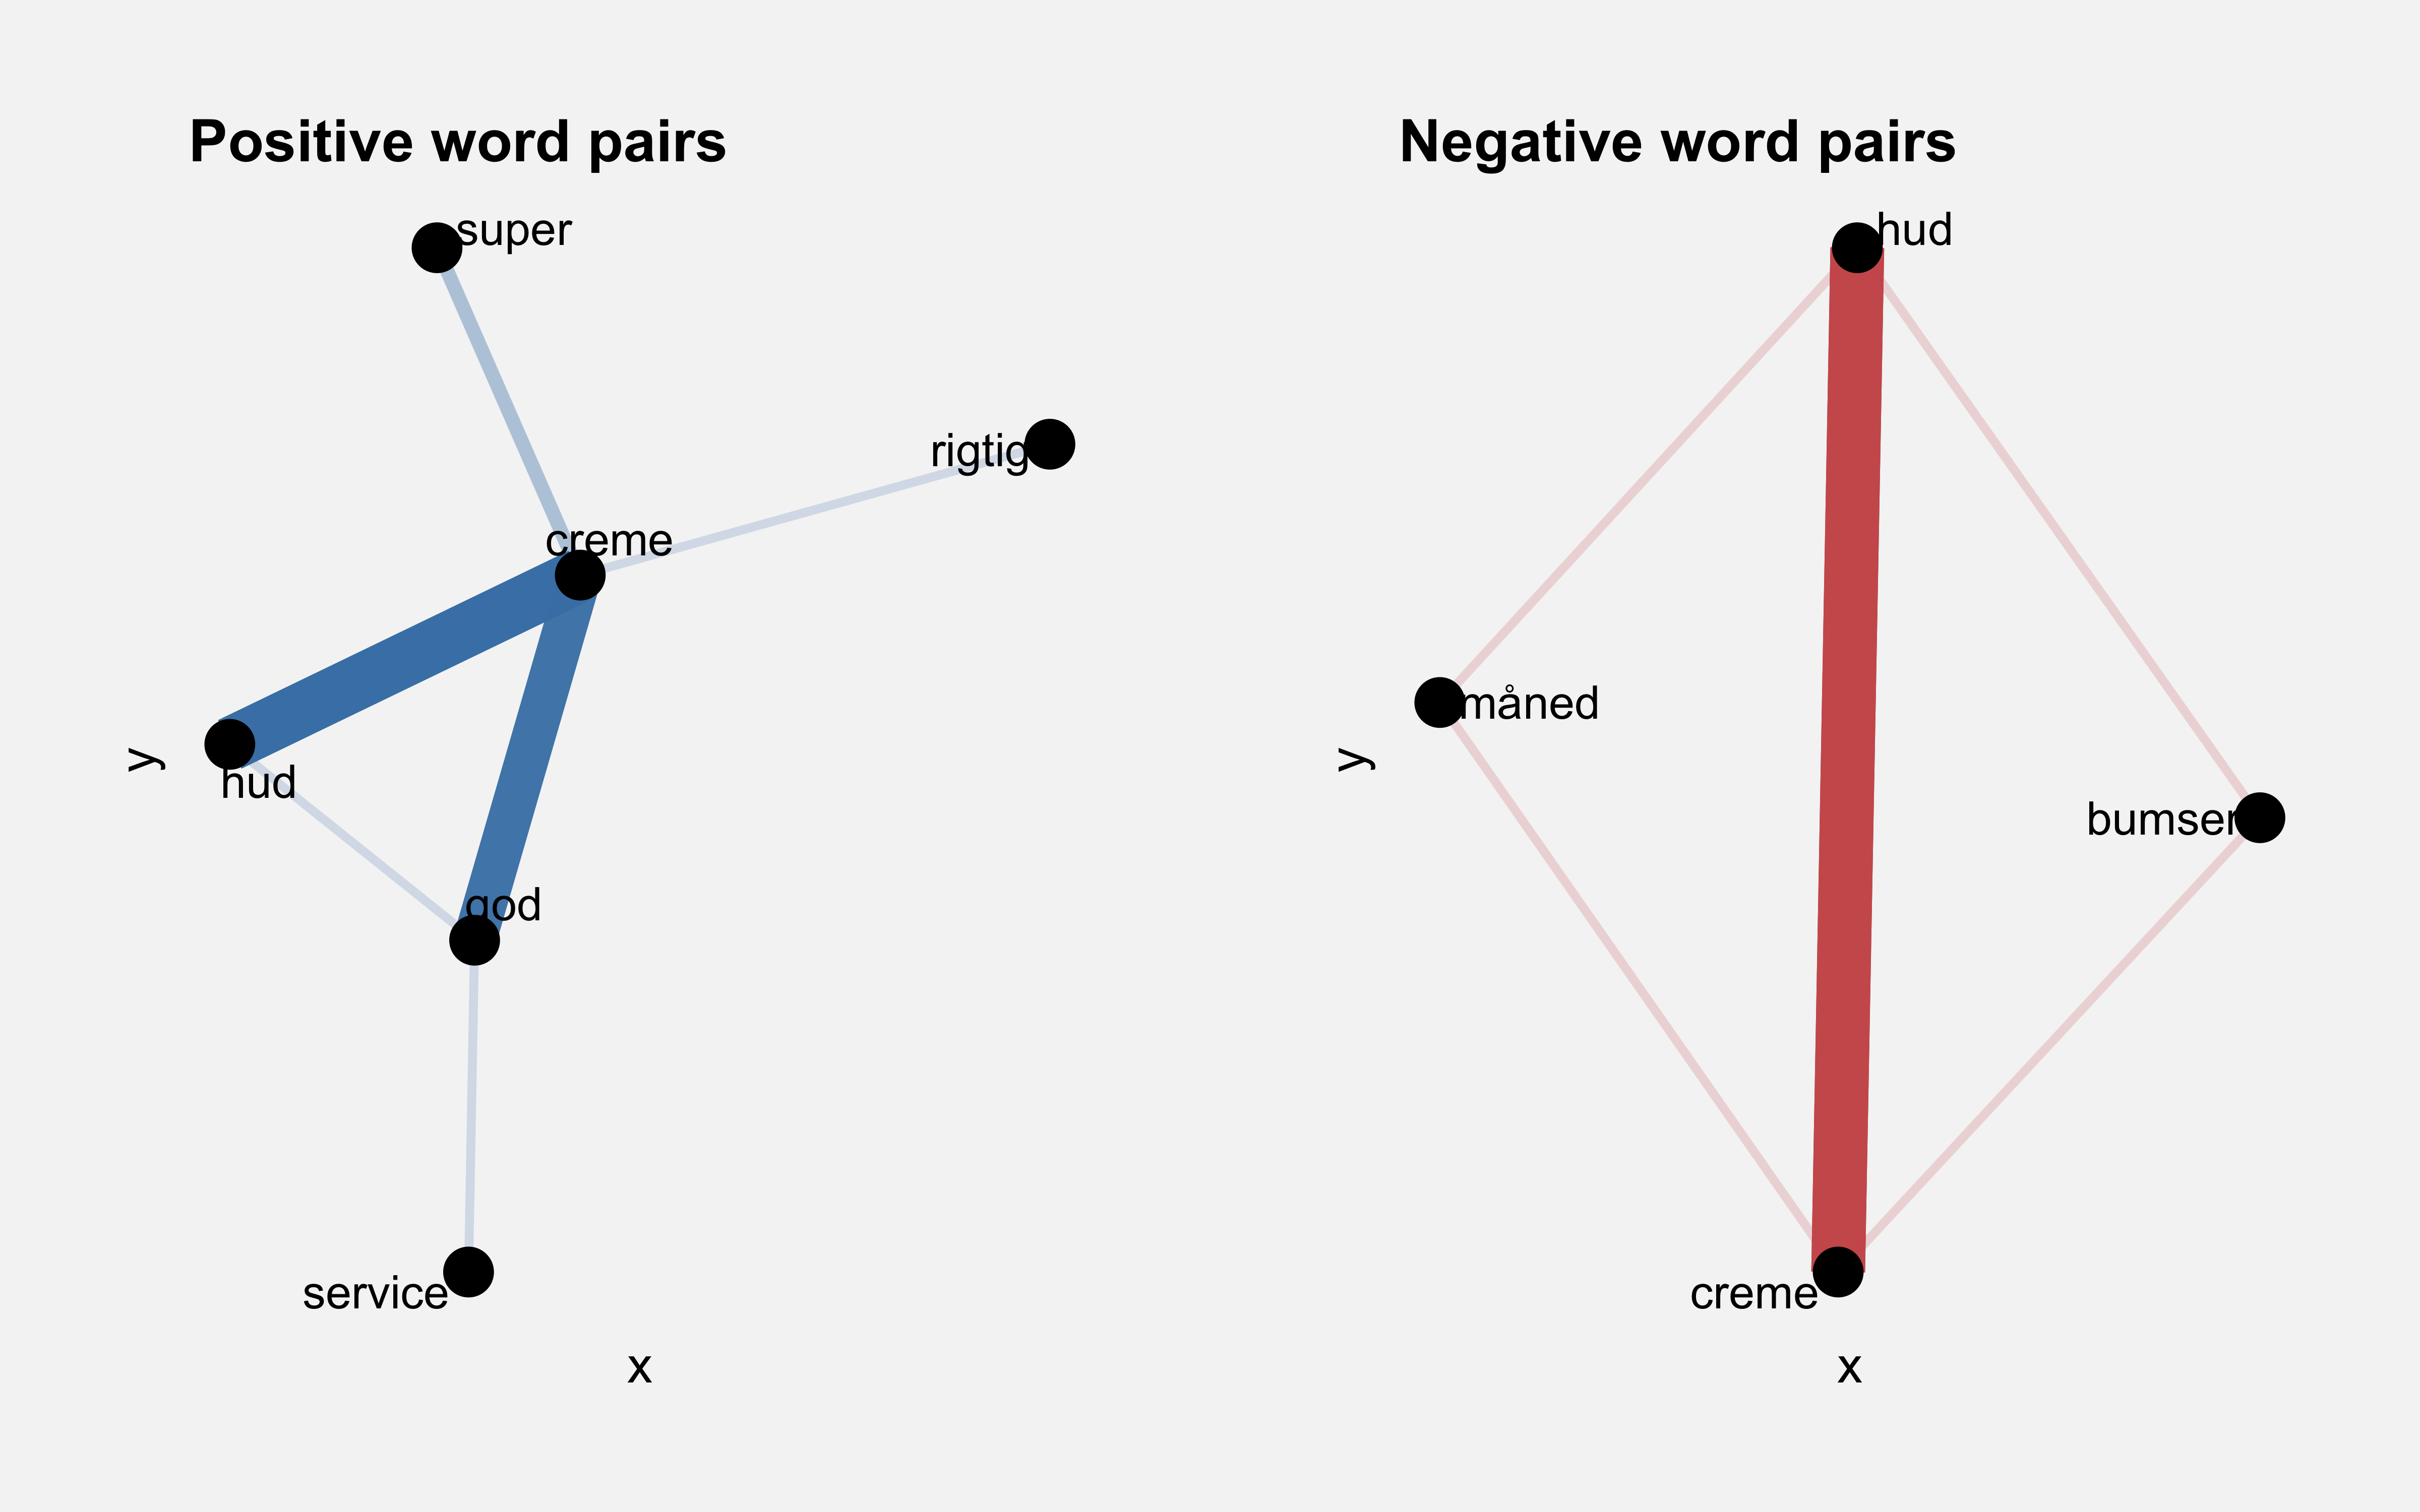 Positive word pairs
super
rigtig
creme
hud
god
service
y
x
Negative word pairs
hud
måned
bumser
creme
y
x